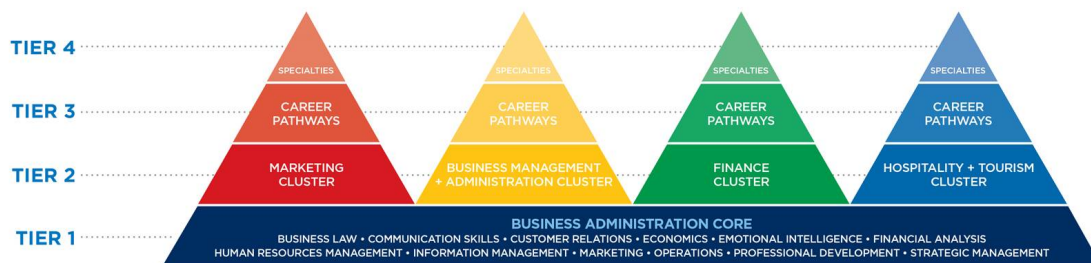 TIER 4
SPECIALTIES
SPECIALTIES
SPECIALTIES
SPECIALTIES
TIER 3
CAREER
PATHWAYS
CAREER
PATHWAYS
CAREER
PATHWAYS
CAREER
PATHWAYS
TIER 2
MARKETING
CLUSTER
BUSINESS MANAGEMENT
+ ADMINISTRATION CLUSTER
FINANCE
CLUSTER
HOSPITALITY + TOURISM
CLUSTER
TIER 1
BUSINESS ADMINISTRATION CORE
BUSINESS LAW • COMMUNICATION SKILLS • CUSTOMER RELATIONS • ECONOMICS • EMOTIONAL INTELLIGENCE • FINANCIAL ANALYSIS
HUMAN RESOURCES MANAGEMENT • INFORMATION MANAGEMENT • MARKETING • OPERATIONS • PROFESSIONAL DEVELOPMENT • STRATEGIC MANAGEMENT